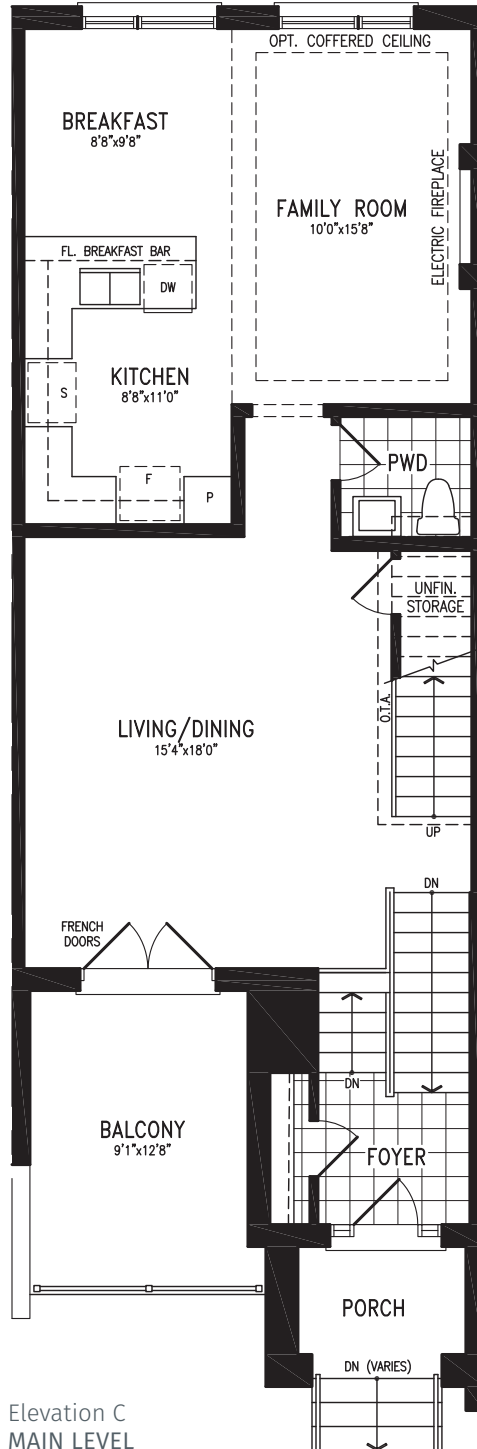 OPT. COFFERED CEILING
BREAKFAST
8'8"x9'8"
FAMILY ROOM
10'0"x15'8"
ELECTRIC FIREPLACE
FL. BREAKFAST BAR
DW
KITCHEN
8'8"x11'0"
S
F
P
PWD
UNFIN.
STORAGE
LIVING/DINING
15'4"x18'0"
O.T.A.
UP
DN
FRENCH
DOORS
DN
BALCONY
9'1"x12'8"
FOYER
PORCH
DN (VARIES)
Elevation C
MAIN LEVEL